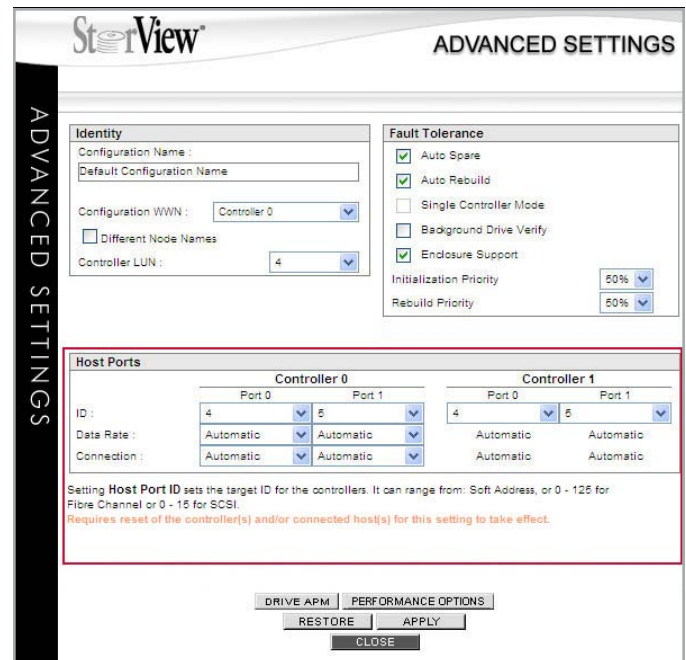 StorView
ADVANCED SETTINGS
ADVANCED SETTINGS
Identity
Configuration Name :
Default Configuration Name
Configuration WWN : Controller 0
Different Node Names
Controller LUN : 4
Fault Tolerance
Auto Spare
Auto Rebuild
Single Controller Mode
Background Drive Verify
Enclosure Support
Initialization Priority 50%
Rebuild Priority 50%
Host Ports
Controller 0 Controller 1
Port 0 Port 1 Port 0 Port 1
ID : 4 5 4 5
Data Rate : Automatic Automatic Automatic Automatic
Connection : Automatic Automatic Automatic Automatic
Setting Host Port ID sets the target ID for the controllers. It can range from: Soft Address, or 0 - 125 for
Fibre Channel or 0 - 15 for SCSI.
Requires reset of the controller(s) and/or connected host(s) for this setting to take effect.
DRIVE APM PERFORMANCE OPTIONS
RESTORE APPLY
CLOSE